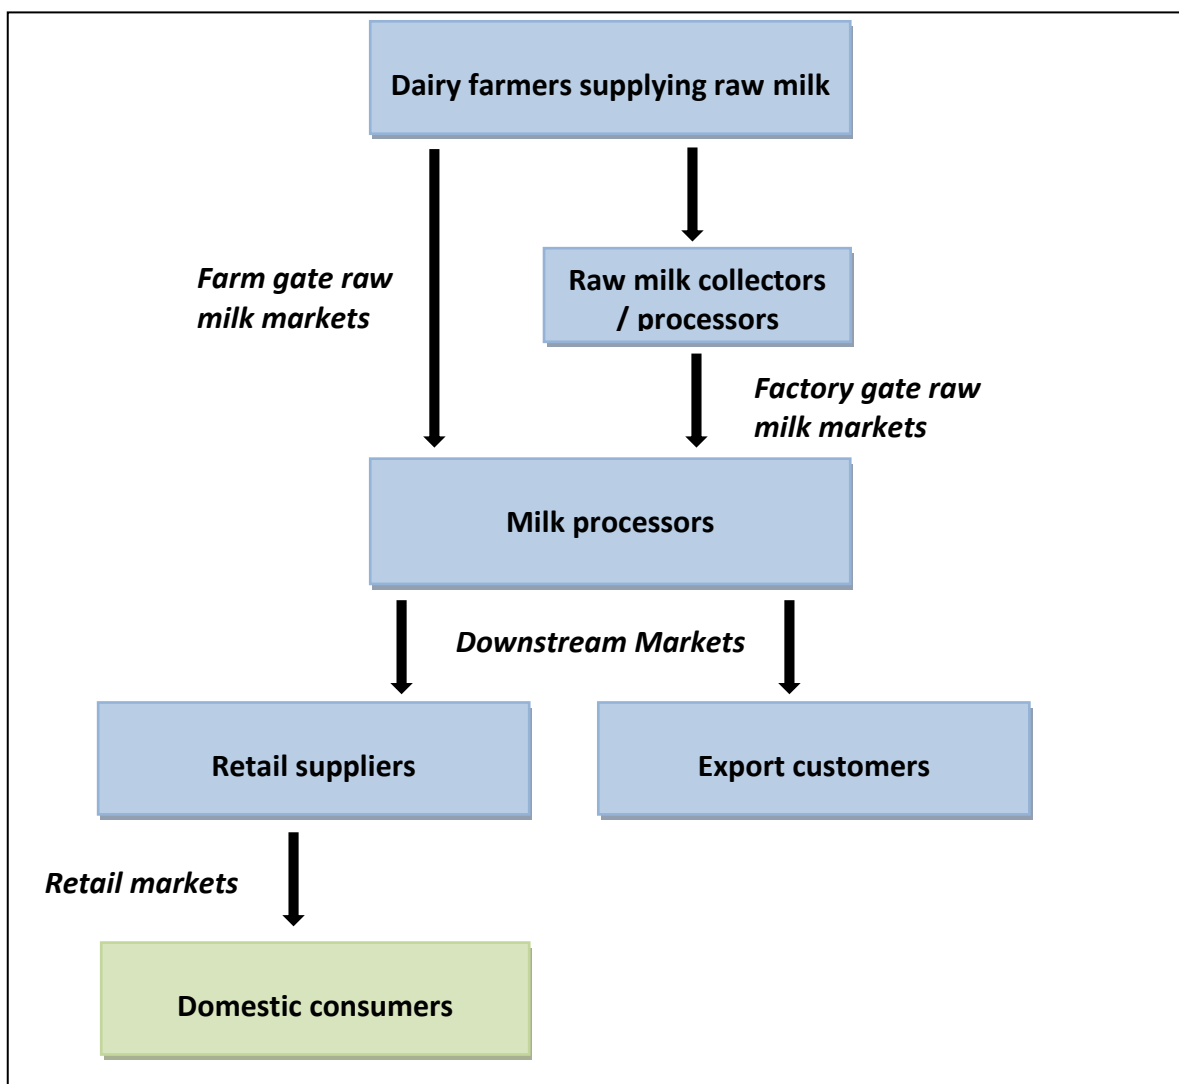 Dairy farmers supplying raw milk
Farm gate raw
milk markets
Raw milk collectors
/ processors
Factory gate raw
milk markets
Milk processors
Downstream Markets
Retail suppliers
Export customers
Retail markets
Domestic consumers